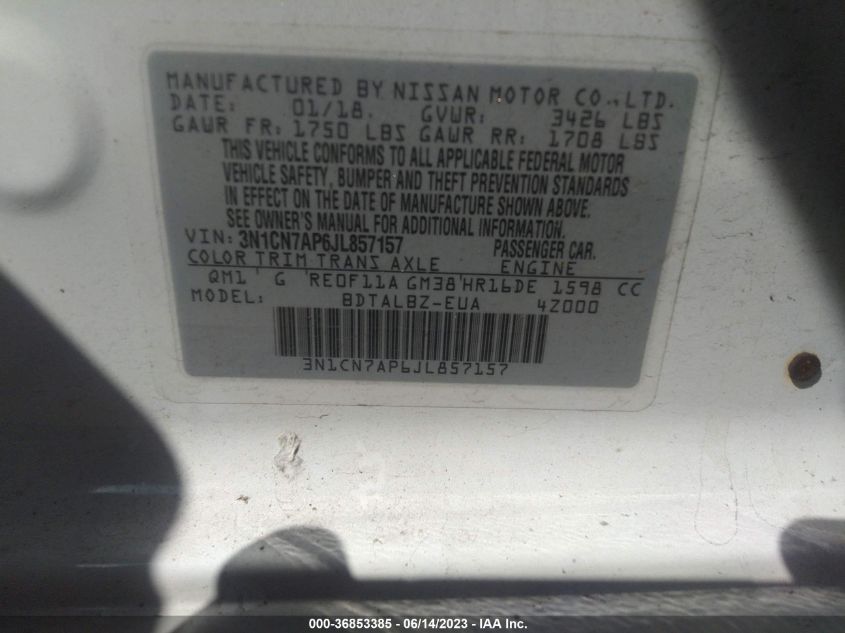 MANUFACTURED BY NISSAN MOTOR CO., LTD.
DATE: 01/18. GVWR: 3426 LBS
GAWR FR: 1750 LBS GAWR RR: 1708 LBS
THIS VEHICLE CONFORMS TO ALL APPLICABLE FEDERAL MOTOR
VEHICLE SAFETY, BUMPER AND THEFT PREVENTION STANDARDS
IN EFFECT ON THE DATE OF MANUFACTURE SHOWN ABOVE.
SEE OWNER'S MANUAL FOR ADDITIONAL INFORMATION.
VIN: 3N1CN7AP6JL857157 PASSENGER CAR.
COLOR TRIM TRANS AXLE ENGINE
QM1 ' G 'RE0F11A GM38'HR16DE 1598 CC
MODEL: BDTALBZ-EUA 4Z000
3N1CN7AP6JL857157
000-36853385 - 06/14/2023 - IAA Inc.